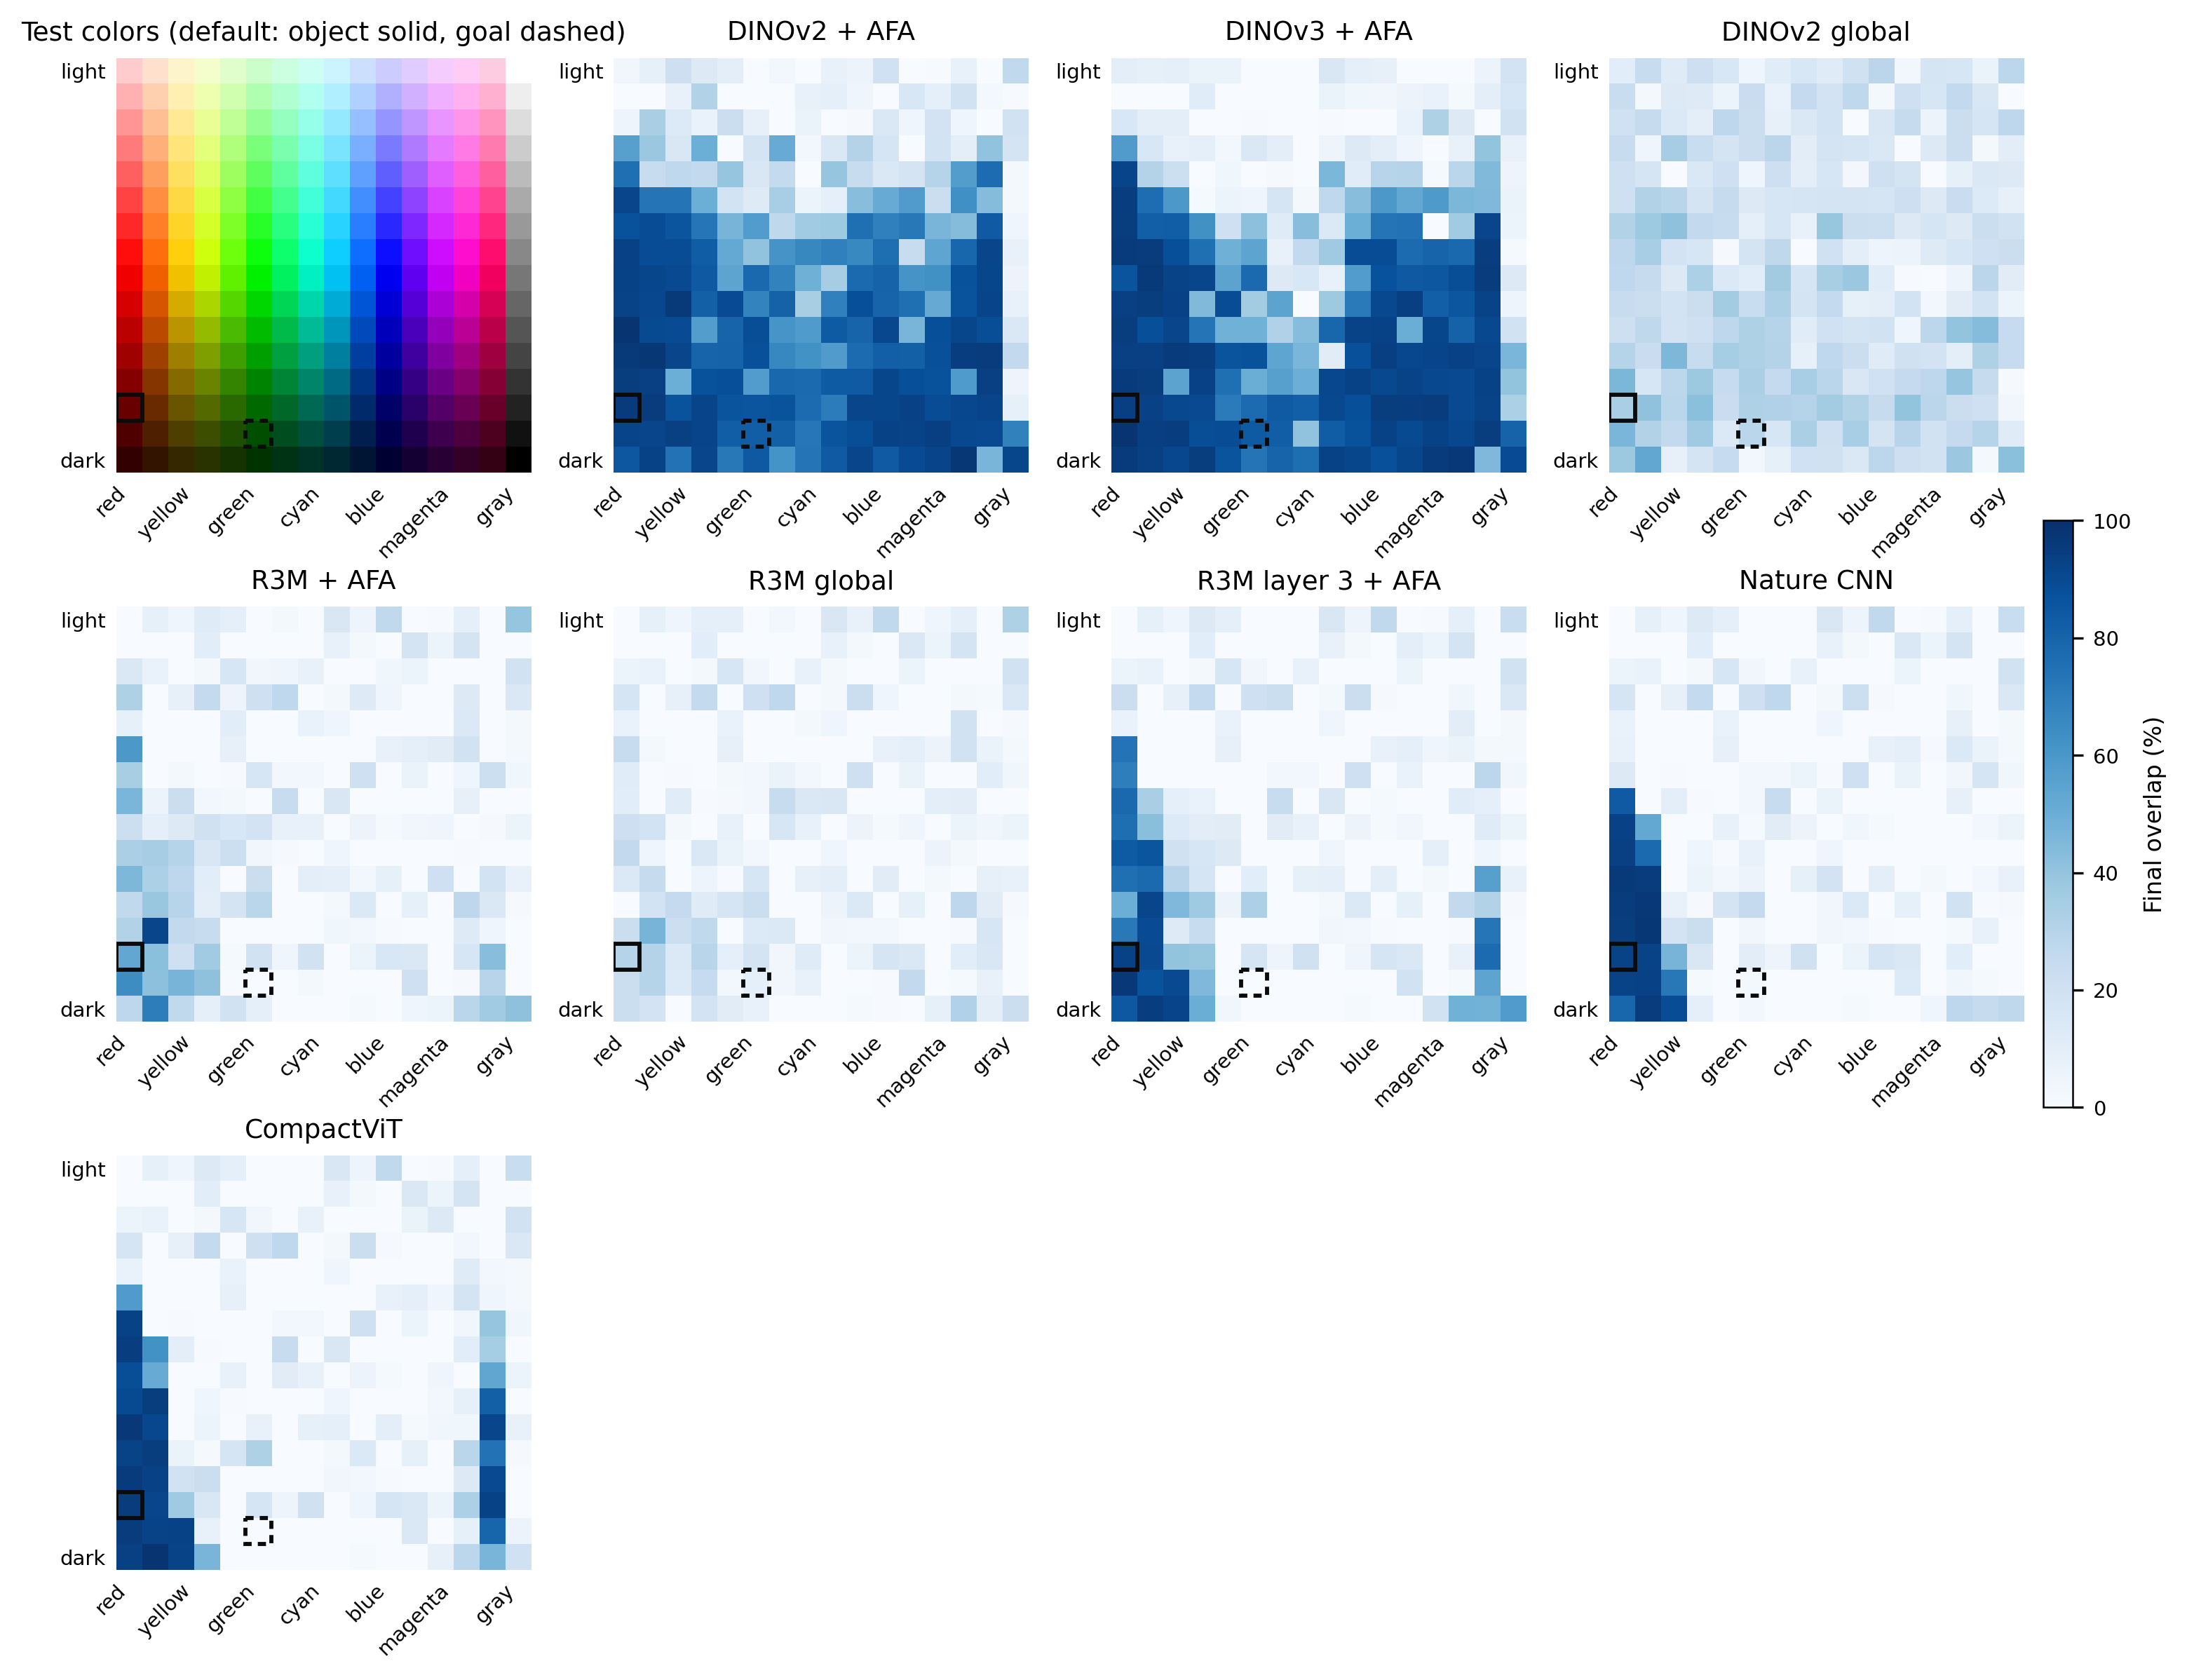 Test colors (default: object solid, goal dashed)
DINOv2 + AFA
DINOv3 + AFA
DINOv2 global
light
light
light
light
dark
dark
dark
dark
red
yellow
green
cyan
blue
magenta
gray
red
yellow
green
cyan
blue
magenta
gray
red
yellow
green
cyan
blue
magenta
gray
red
yellow
green
cyan
blue
magenta
gray
R3M + AFA
R3M global
R3M layer 3 + AFA
Nature CNN
light
light
light
light
dark
dark
dark
dark
red
yellow
green
cyan
blue
magenta
gray
red
yellow
green
cyan
blue
magenta
gray
red
yellow
green
cyan
blue
magenta
gray
red
yellow
green
cyan
blue
magenta
gray
100
80
60
40
20
0
Final overlap (%)
CompactViT
light
dark
red
yellow
green
cyan
blue
magenta
gray